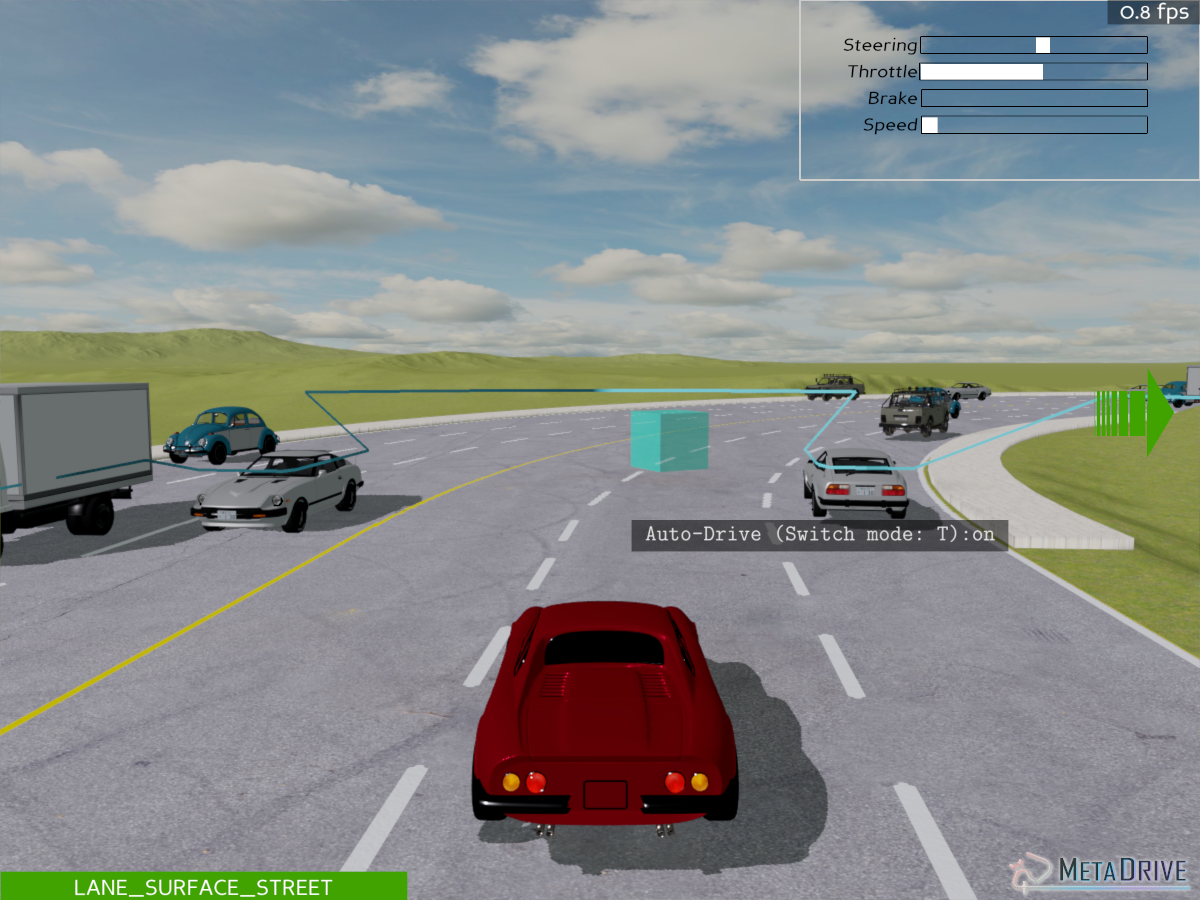 0.8 fps
Steering
Throttle
Brake
Speed
Auto-Drive (Switch mode: T):on
LANE_SURFACE_STREET
METADRIVE